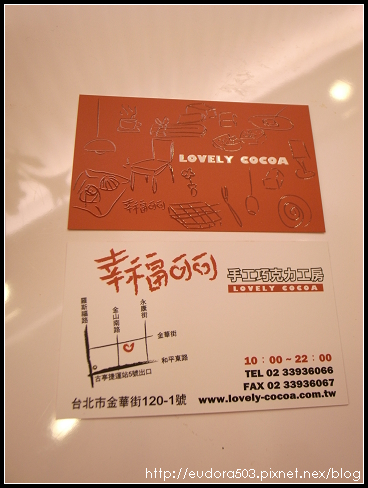 LOVELY COCOA
幸福可可
幸福可可
手工巧克力工房
LOVELY COCOA
羅斯福路
金山南路
永康街
金華街
和平東路
古亭捷運站5號出口
10：00～22：00
TEL 02 33936066
FAX 02 33936067
台北市金華街120-1號
www.lovely-cocoa.com.tw
http://eudora503.pixnet.nex/blog